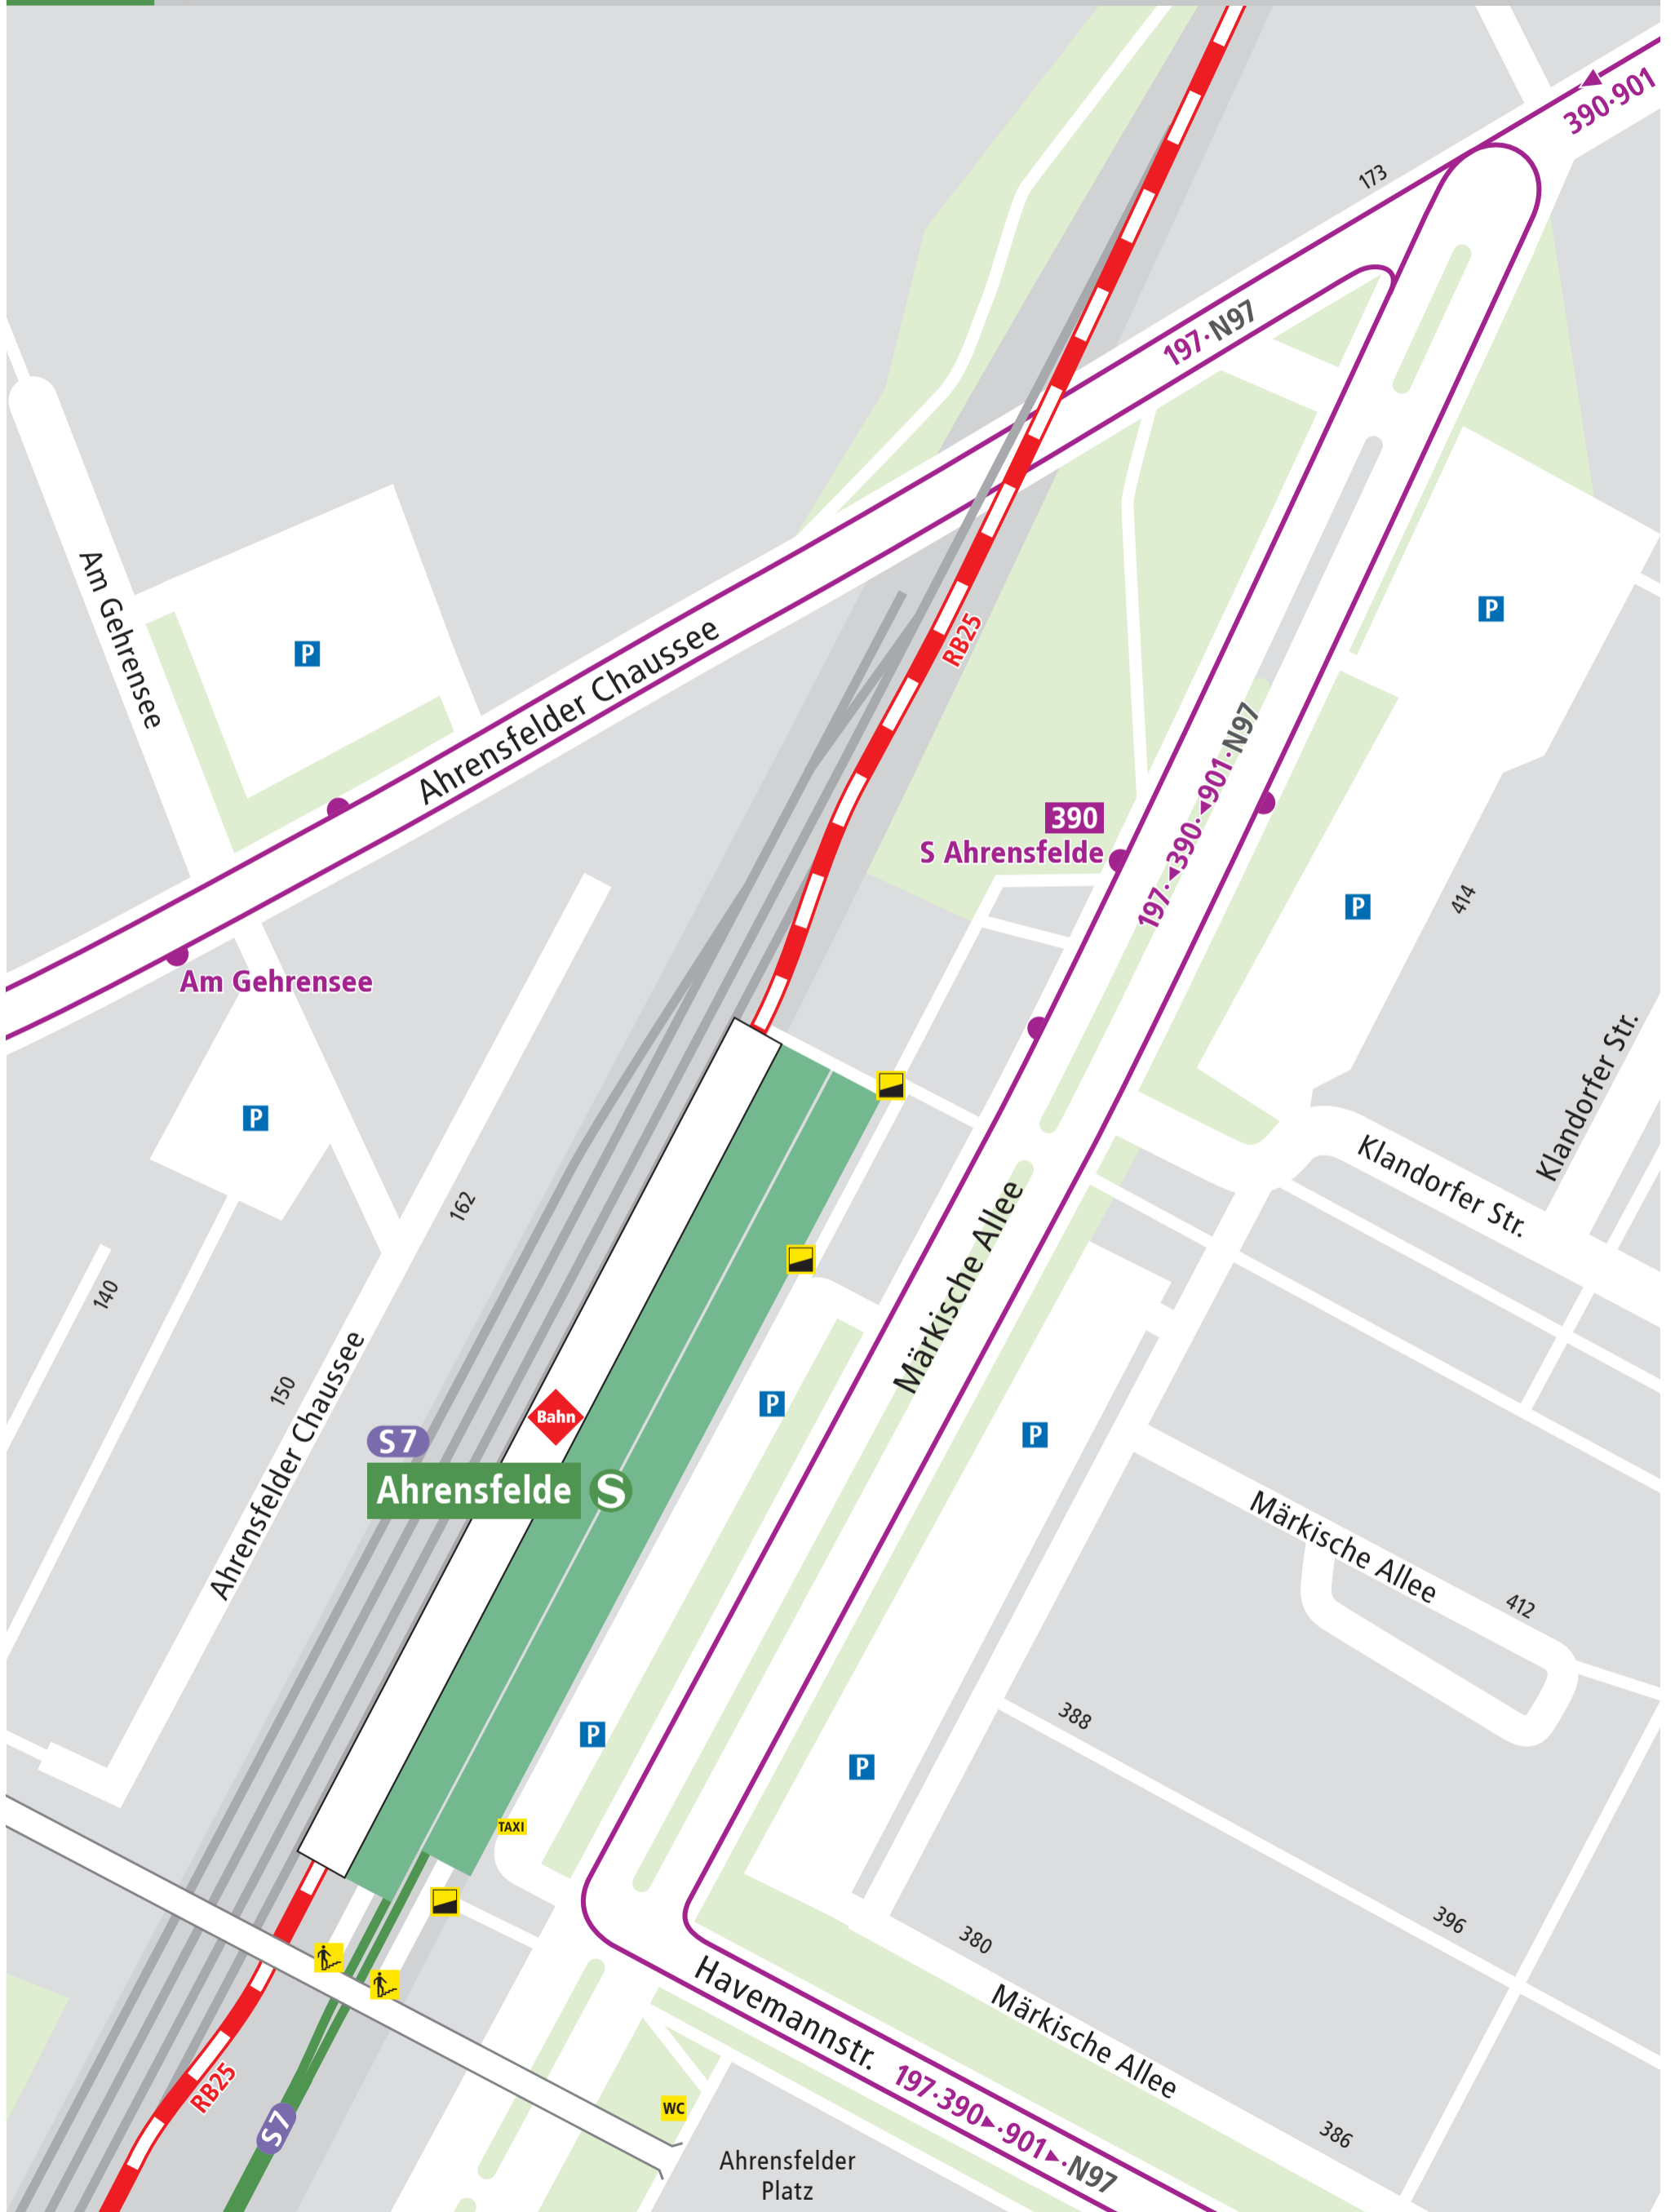 390·901
173
197·N97
Am Gehrensee
P
P
Ahrensfelder Chaussee
RB25
197·◄390·◄901·N97
390
S Ahrensfelde
P
414
Am Gehrensee
Klandorfer Str.
P
Klandorfer Str.
162
Märkische Allee
140
150
Ahrensfelder Chaussee
P
P
Bahn
S7
Ahrensfelde S
Märkische Allee
412
388
P
P
TAXI
396
380
Havemannstr.
Märkische Allee
RB25
S7
197·390►·901►·N97
WC
386
Ahrensfelder
Platz